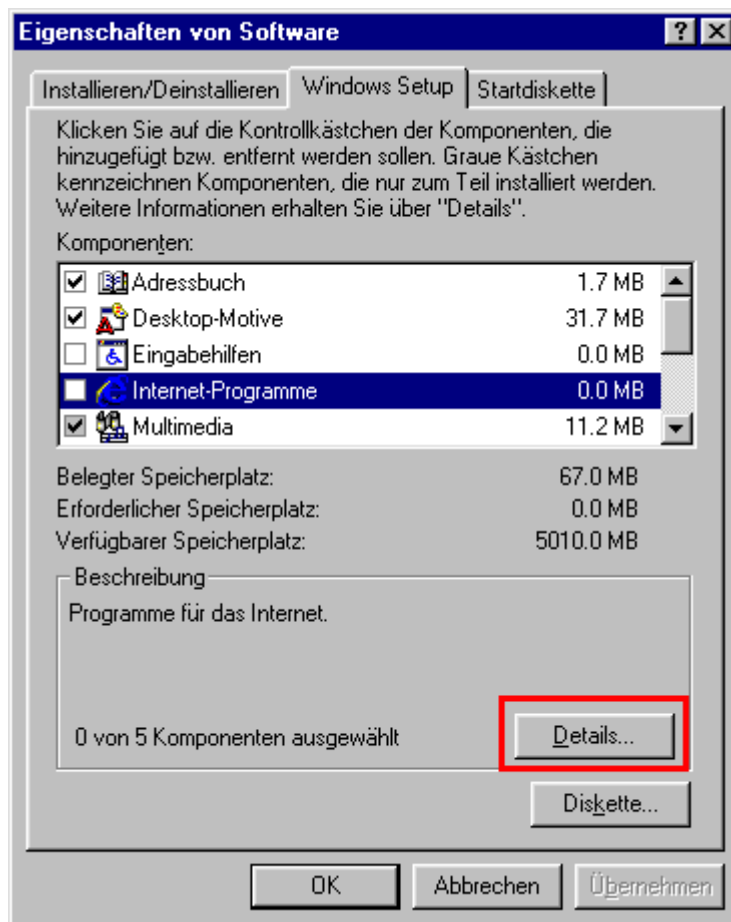 Eigenschaften von Software
Installieren/Deinstallieren Windows Setup Startdiskette
Klicken Sie auf die Kontrollkästchen der Komponenten, die
hinzugefügt bzw. entfernt werden sollen. Graue Kästchen
kennzeichnen Komponenten, die nur zum Teil installiert werden.
Weitere Informationen erhalten Sie über "Details".
Komponenten:
Adressbuch 1.7 MB
Desktop-Motive 31.7 MB
Eingabehilfen 0.0 MB
Internet-Programme 0.0 MB
Multimedia 11.2 MB
Belegter Speicherplatz: 67.0 MB
Erforderlicher Speicherplatz: 0.0 MB
Verfügbarer Speicherplatz: 5010.0 MB
Beschreibung
Programme für das Internet.
0 von 5 Komponenten ausgewählt Details...
Diskette...
OK Abbrechen Übernehmen